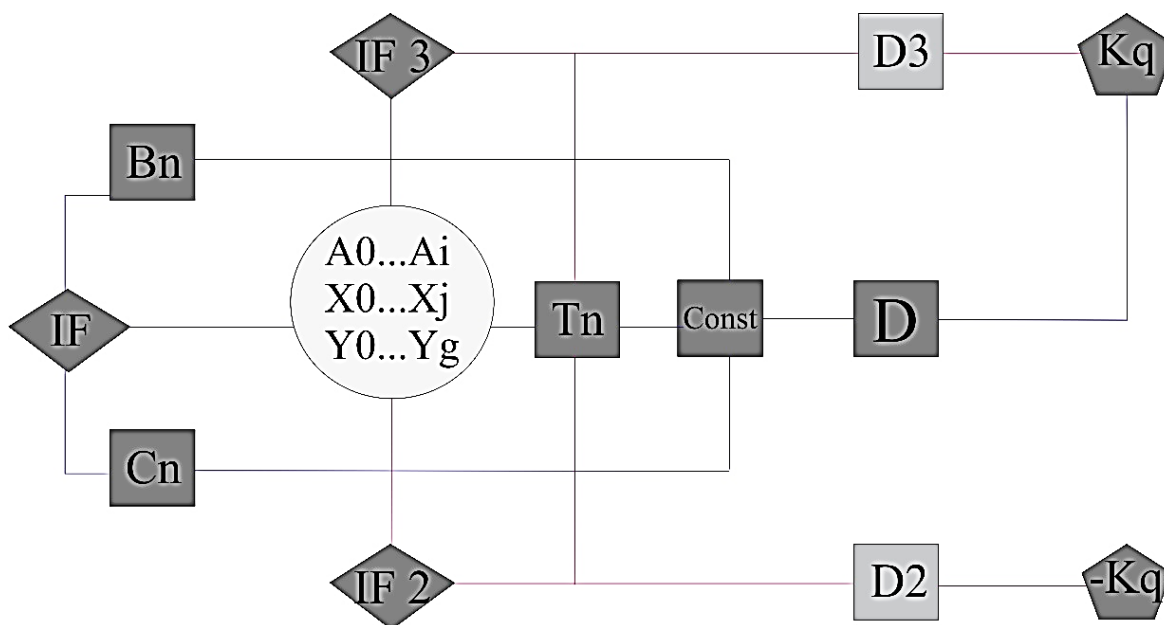 IF 3
D3
Kq
Bn
A0...Ai
X0...Xj
Y0...Yg
IF
Tn
Const
D
Cn
IF 2
D2
-Kq